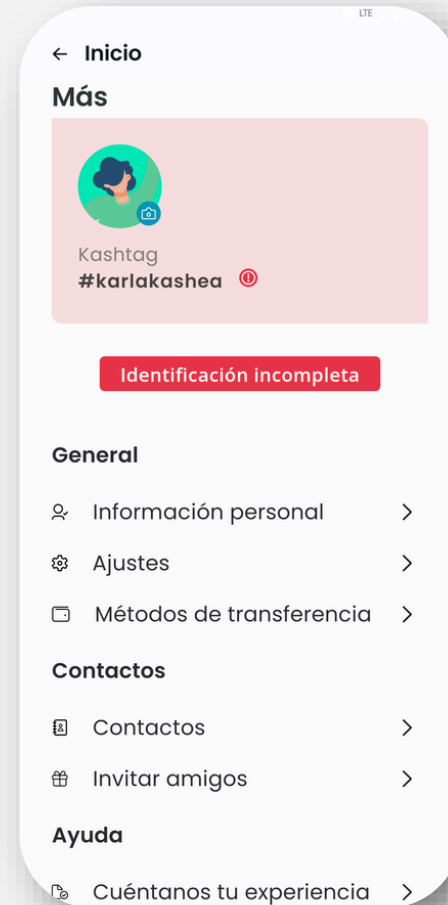 LTE
Inicio
Más
Kashtag
#karlakashea
Identificación incompleta
General
Información personal
Ajustes
Métodos de transferencia
Contactos
Contactos
Invitar amigos
Ayuda
Cuéntanos tu experiencia